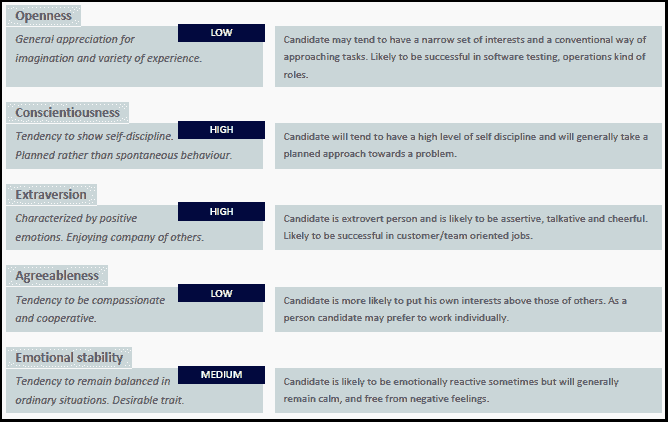 Openness
LOW
General appreciation for
imagination and variety of experience.
Candidate may tend to have a narrow set of interests and a conventional way of
approaching tasks. Likely to be successful in software testing, operations kind of
roles.
Conscientiousness
HIGH
Tendency to show self-discipline.
Planned rather than spontaneous behaviour.
Candidate will tend to have a high level of self discipline and will generally take a
planned approach towards a problem.
Extraversion
HIGH
Characterized by positive
emotions. Enjoying company of others.
Candidate is extrovert person and is likely to be assertive, talkative and cheerful.
Likely to be successful in customer/team oriented jobs.
Agreeableness
LOW
Tendency to be compassionate
and cooperative.
Candidate is more likely to put his own interests above those of others. As a
person candidate may prefer to work individually.
Emotional stability
MEDIUM
Tendency to remain balanced in
ordinary situations. Desirable trait.
Candidate is likely to be emotionally reactive sometimes but will generally
remain calm, and free from negative feelings.